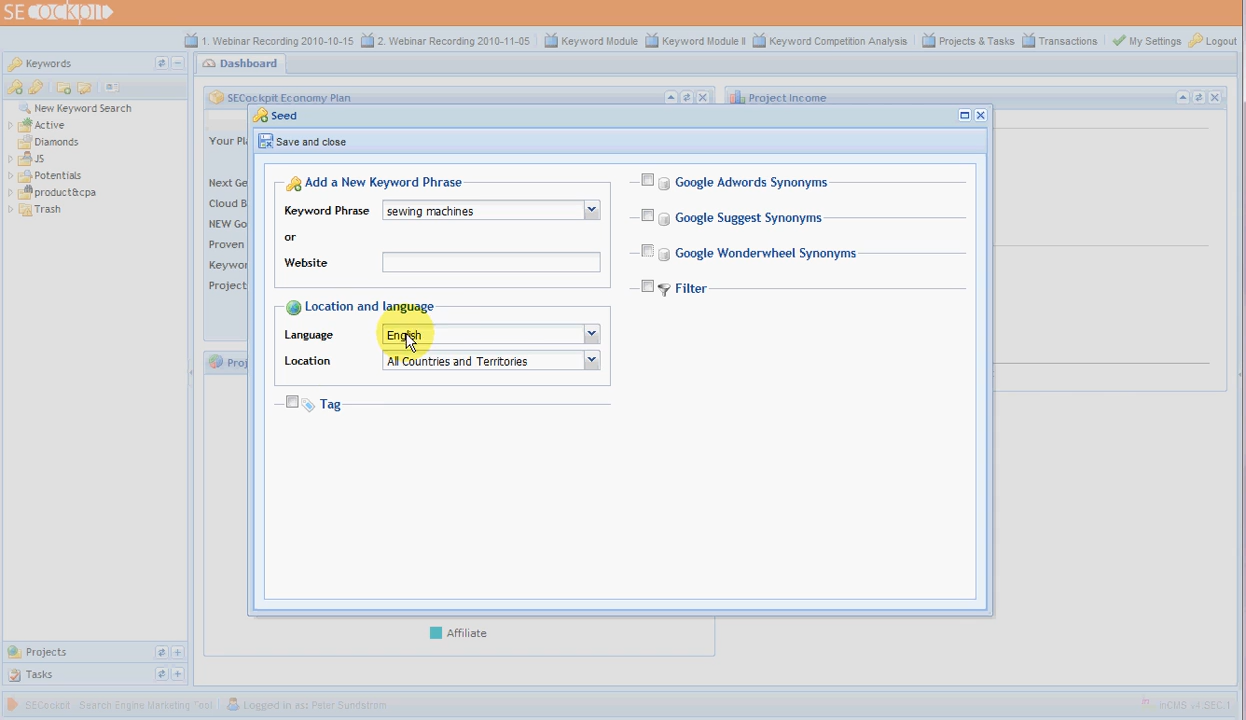 SECockpit
1. Webinar Recording 2010-10-15 2. Webinar Recording 2010-11-05 Keyword Module Keyword Module II Keyword Competition Analysis Projects & Tasks Transactions My Settings Logout
Keywords
Dashboard
New Keyword Search
Active
Diamonds
JS
Potentials
product&cpa
Trash
SECockpit Economy Plan
Project Income
Your Pla
Next Ge
Cloud B
NEW Go
Proven
Keywor
Project
Proj
Seed
Save and close
Add a New Keyword Phrase
Keyword Phrase sewing machines
or
Website
Location and language
Language English
Location All Countries and Territories
Tag
Google Adwords Synonyms
Google Suggest Synonyms
Google Wonderwheel Synonyms
Filter
Affiliate
Projects
Tasks
SECockpit Search Engine Marketing Tool Logged in as: Peter Sundstrom
inCMS v4.SEC.1